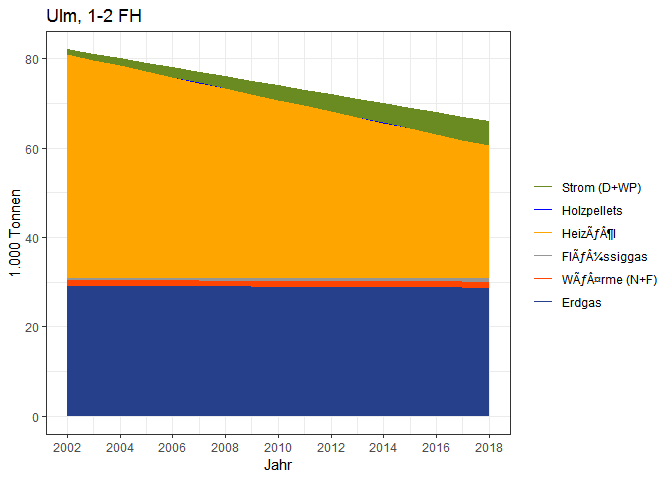 Ulm, 1-2 FH
1.000 Tonnen
80
60
40
20
0
2002 2004 2006 2008 2010 2012 2014 2016 2018
Jahr
Strom (D+WP)
Holzpellets
HeizÃƒÂ¶l
FlÃƒÂ¼ssiggas
WÃƒÂ¤rme (N+F)
Erdgas